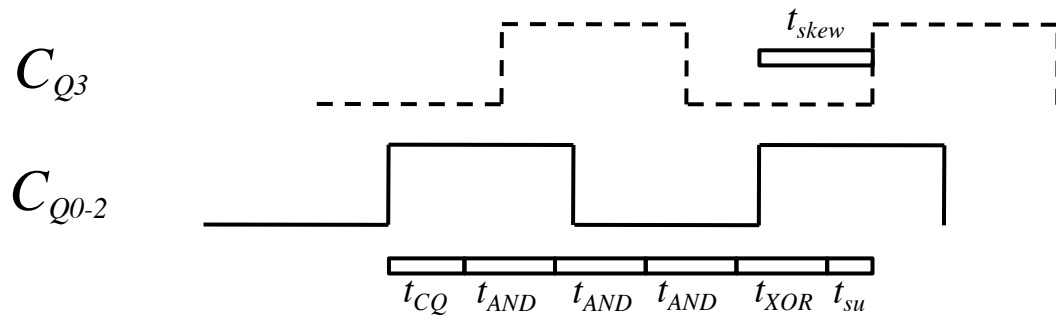 t_skew
C_Q3
C_Q0-2
t_CQ t_AND t_AND t_AND t_XOR t_su